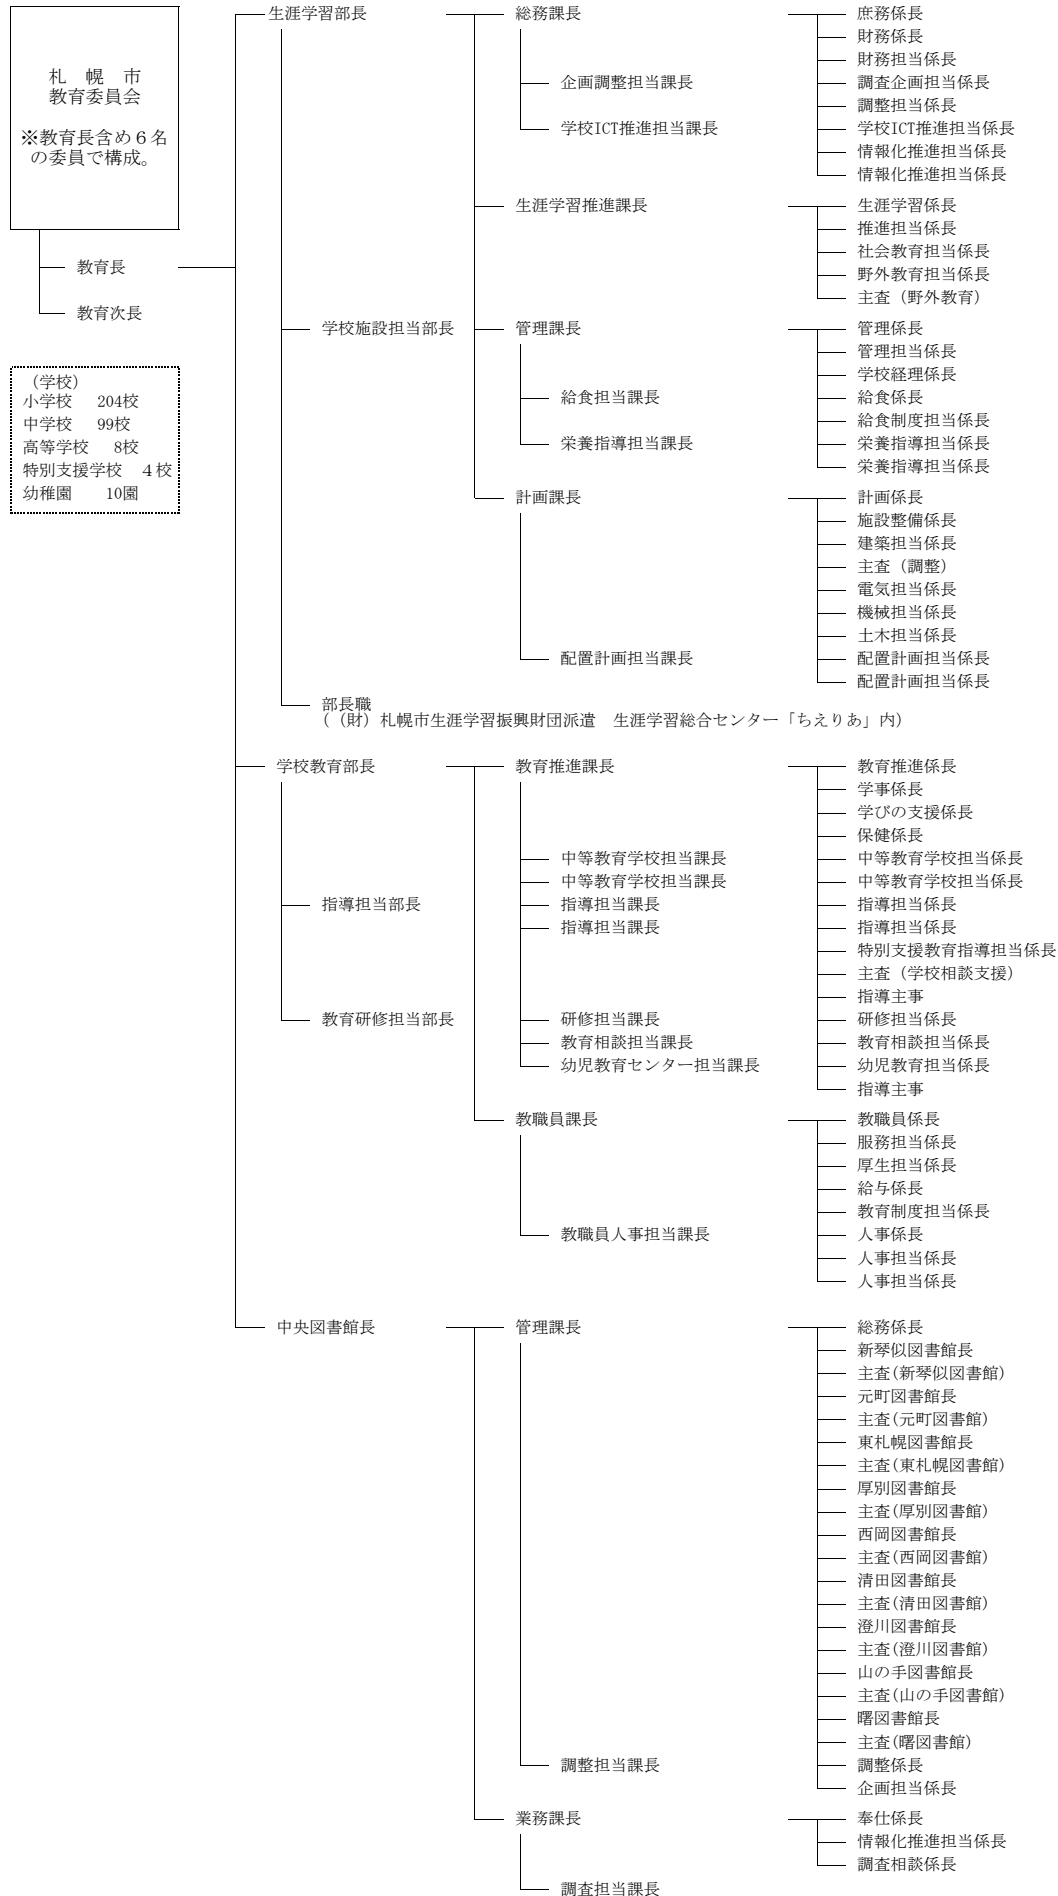 札　幌　市
教育委員会
※教育長含め６名
の委員で構成。
教育長
教育次長
（学校）
小学校　204校
中学校　99校
高等学校　8校
特別支援学校　４校
幼稚園　10園
生涯学習部長
学校施設担当部長
部長職
（（財）札幌市生涯学習振興財団派遣　生涯学習総合センター「ちえりあ」内）
総務課長
企画調整担当課長
学校ICT推進担当課長
庶務係長
財務係長
財務担当係長
調査企画担当係長
調整担当係長
学校ICT推進担当係長
情報化推進担当係長
情報化推進担当係長
生涯学習推進課長
生涯学習係長
推進担当係長
社会教育担当係長
野外教育担当係長
主査（野外教育）
管理課長
給食担当課長
栄養指導担当課長
管理係長
管理担当係長
学校経理係長
給食係長
給食制度担当係長
栄養指導担当係長
栄養指導担当係長
計画課長
配置計画担当課長
計画係長
施設整備係長
建築担当係長
主査（調整）
電気担当係長
機械担当係長
土木担当係長
配置計画担当係長
配置計画担当係長
学校教育部長
指導担当部長
教育研修担当部長
教育推進課長
中等教育学校担当課長
中等教育学校担当課長
指導担当課長
指導担当課長
研修担当課長
教育相談担当課長
幼児教育センター担当課長
教育推進係長
学事係長
学びの支援係長
保健係長
中等教育学校担当係長
中等教育学校担当係長
指導担当係長
指導担当係長
特別支援教育指導担当係長
主査（学校相談支援）
指導主事
研修担当係長
教育相談担当係長
幼児教育担当係長
指導主事
教職員課長
教職員人事担当課長
教職員係長
服務担当係長
厚生担当係長
給与係長
教育制度担当係長
人事係長
人事担当係長
人事担当係長
中央図書館長
管理課長
調整担当課長
総務係長
新琴似図書館長
主査(新琴似図書館)
元町図書館長
主査(元町図書館)
東札幌図書館長
主査(東札幌図書館)
厚別図書館長
主査(厚別図書館)
西岡図書館長
主査(西岡図書館)
清田図書館長
主査(清田図書館)
澄川図書館長
主査(澄川図書館)
山の手図書館長
主査(山の手図書館)
曙図書館長
主査(曙図書館)
調整係長
企画担当係長
業務課長
調査担当課長
奉仕係長
情報化推進担当係長
調査相談係長